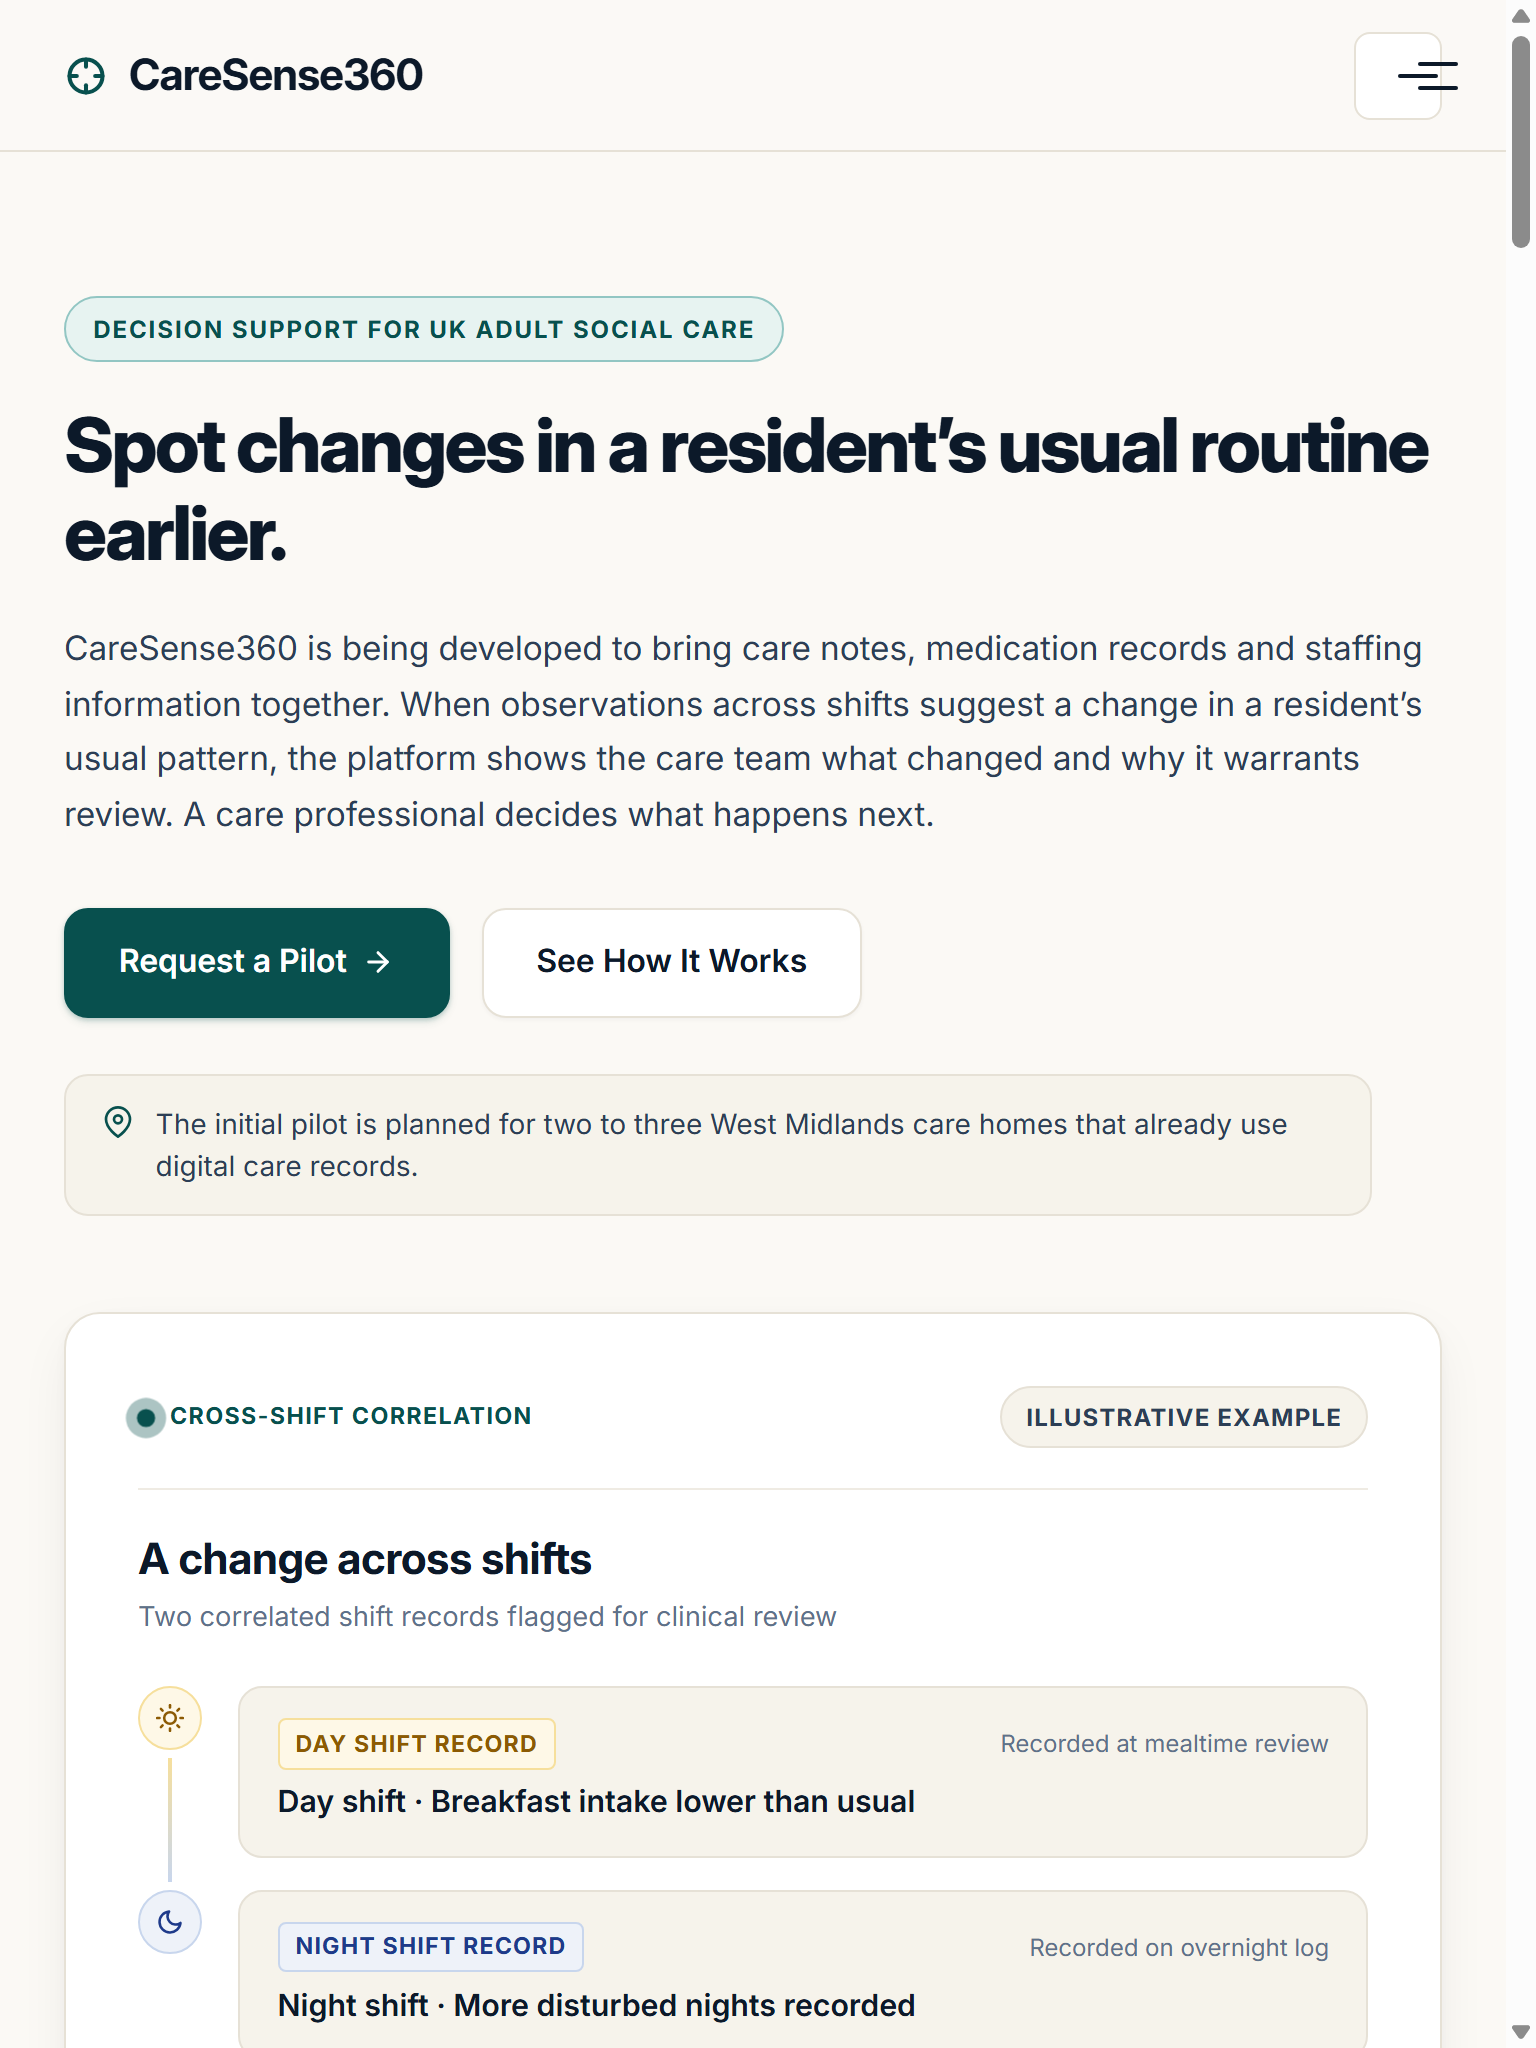 CareSense360
DECISION SUPPORT FOR UK ADULT SOCIAL CARE
Spot changes in a resident’s usual routine
earlier.
CareSense360 is being developed to bring care notes, medication records and staffing
information together. When observations across shifts suggest a change in a resident’s
usual pattern, the platform shows the care team what changed and why it warrants
review. A care professional decides what happens next.
Request a Pilot →
See How It Works
The initial pilot is planned for two to three West Midlands care homes that already use
digital care records.
CROSS-SHIFT CORRELATION
ILLUSTRATIVE EXAMPLE
A change across shifts
Two correlated shift records flagged for clinical review
DAY SHIFT RECORD
Recorded at mealtime review
Day shift · Breakfast intake lower than usual
NIGHT SHIFT RECORD
Recorded on overnight log
Night shift · More disturbed nights recorded